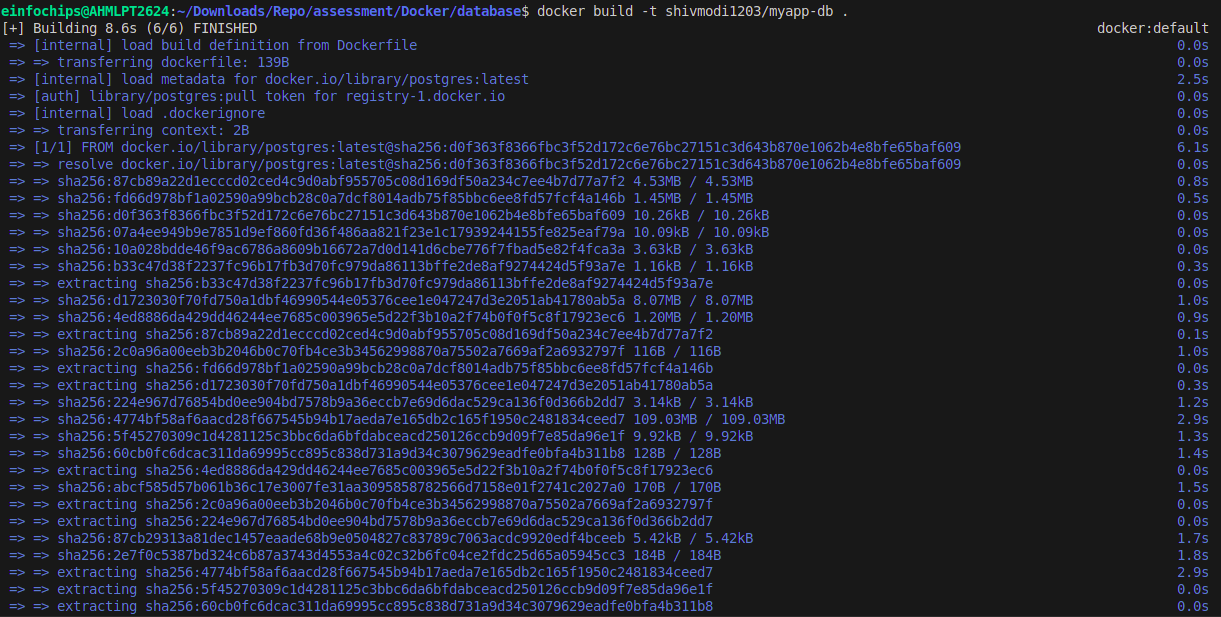 einfochips@AHMLPT2624:~/Downloads/Repo/assessment/Docker/database$ docker build -t shivmodi1203/myapp-db .
[+] Building 8.6s (6/6) FINISHED docker:default
=> [internal] load build definition from Dockerfile 0.0s
=> => transferring dockerfile: 139B 0.0s
=> [internal] load metadata for docker.io/library/postgres:latest 2.5s
=> [auth] library/postgres:pull token for registry-1.docker.io 0.0s
=> [internal] load .dockerignore 0.0s
=> => transferring context: 2B 0.0s
=> [1/1] FROM docker.io/library/postgres:latest@sha256:d0f363f8366fbc3f52d172c6e76bc27151c3d643b870e1062b4e8bfe65baf609 6.1s
=> => resolve docker.io/library/postgres:latest@sha256:d0f363f8366fbc3f52d172c6e76bc27151c3d643b870e1062b4e8bfe65baf609 0.0s
=> => sha256:87cb89a22d1ecccd02ced4c9d0abf955705c08d169df50a234c7ee4b7d77a7f2 4.53MB / 4.53MB 0.8s
=> => sha256:fd66d978bf1a02590a99bcb28c0a7dcf8014adb75f85bbc6ee8fd57fcf4a146b 1.45MB / 1.45MB 0.5s
=> => sha256:d0f363f8366fbc3f52d172c6e76bc27151c3d643b870e1062b4e8bfe65baf609 10.26kB / 10.26kB 0.0s
=> => sha256:07a4ee949b9e7851d9ef860fd36f486aa821f23e1c17939244155fe825eaf79a 10.09kB / 10.09kB 0.0s
=> => sha256:10a028bdde46f9ac6786a8609b16672a7d0d141d6cbe776f7fbad5e82f4fca3a 3.63kB / 3.63kB 0.0s
=> => sha256:b33c47d38f2237fc96b17fb3d70fc979da86113bffe2de8af9274424d5f93a7e 1.16kB / 1.16kB 0.3s
=> => extracting sha256:b33c47d38f2237fc96b17fb3d70fc979da86113bffe2de8af9274424d5f93a7e 0.0s
=> => sha256:d1723030f70fd750a1dbf46990544e05376cee1e047247d3e2051ab41780ab5a 8.07MB / 8.07MB 1.0s
=> => sha256:4ed8886da429dd46244ee7685c003965e5d22f3b10a2f74b0f0f5c8f17923ec6 1.20MB / 1.20MB 0.9s
=> => extracting sha256:87cb89a22d1ecccd02ced4c9d0abf955705c08d169df50a234c7ee4b7d77a7f2 0.1s
=> => sha256:2c0a96a00eeb3b2046b0c70fb4ce3b34562998870a75502a7669af2a6932797f 116B / 116B 1.0s
=> => extracting sha256:fd66d978bf1a02590a99bcb28c0a7dcf8014adb75f85bbc6ee8fd57fcf4a146b 0.0s
=> => extracting sha256:d1723030f70fd750a1dbf46990544e05376cee1e047247d3e2051ab41780ab5a 0.3s
=> => sha256:224e967d76854bd0ee904bd7578b9a36eccb7e69d6dac529ca136f0d366b2dd7 3.14kB / 3.14kB 1.2s
=> => sha256:4774bf58af6aacd28f667545b94b17aeda7e165db2c165f1950c2481834ceed7 109.03MB / 109.03MB 2.9s
=> => sha256:5f45270309c1d4281125c3bbc6da6bfdabceacd250126ccb9d09f7e85da96e1f 9.92kB / 9.92kB 1.3s
=> => sha256:60cb0fc6dcac311da69995cc895c838d731a9d34c3079629eadfe0bfa4b311b8 128B / 128B 1.4s
=> => extracting sha256:4ed8886da429dd46244ee7685c003965e5d22f3b10a2f74b0f0f5c8f17923ec6 0.0s
=> => sha256:abcf585d57b061b36c17e3007fe31aa3095858782566d7158e01f2741c2027a0 170B / 170B 1.5s
=> => extracting sha256:2c0a96a00eeb3b2046b0c70fb4ce3b34562998870a75502a7669af2a6932797f 0.0s
=> => extracting sha256:224e967d76854bd0ee904bd7578b9a36eccb7e69d6dac529ca136f0d366b2dd7 0.0s
=> => sha256:87cb29313a81dec1457eaade68b9e0504827c83789c7063acdc9920edf4bceeb 5.42kB / 5.42kB 1.7s
=> => sha256:2e7f0c5387bd324c6b87a3743d4553a4c02c32b6fc04ce2fdc25d65a05945cc3 184B / 184B 1.8s
=> => extracting sha256:4774bf58af6aacd28f667545b94b17aeda7e165db2c165f1950c2481834ceed7 2.9s
=> => extracting sha256:5f45270309c1d4281125c3bbc6da6bfdabceacd250126ccb9d09f7e85da96e1f 0.0s
=> => extracting sha256:60cb0fc6dcac311da69995cc895c838d731a9d34c3079629eadfe0bfa4b311b8 0.0s